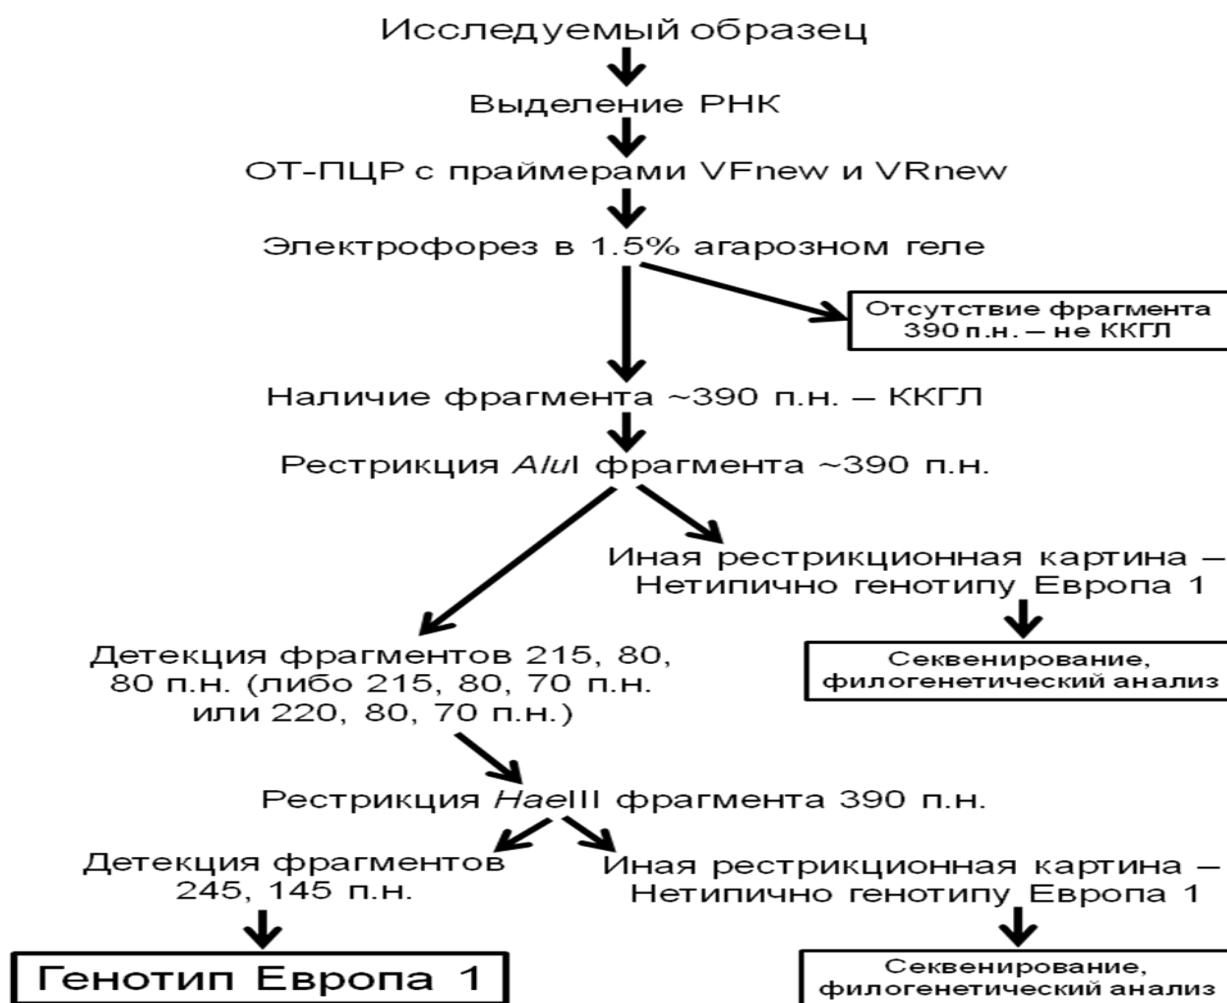 Исследуемый образец
Выделение РНК
ОТ-ПЦР с праймерами VFnew и VRnew
Электрофорез в 1.5% агарозном геле
Отсутствие фрагмента
390 п.н. – не ККГЛ
Наличие фрагмента ~390 п.н. – ККГЛ
Рестрикция AluI фрагмента ~390 п.н.
Иная рестрикционная картина –
Нетипично генотипу Европа 1
Детекция фрагментов 215, 80,
80 п.н. (либо 215, 80, 70 п.н.
или 220, 80, 70 п.н.)
Секвенирование,
филогенетический анализ
Рестрикция HaeIII фрагмента 390 п.н.
Детекция фрагментов
245, 145 п.н.
Иная рестрикционная картина –
Нетипично генотипу Европа 1
Генотип Европа 1
Секвенирование,
филогенетический анализ